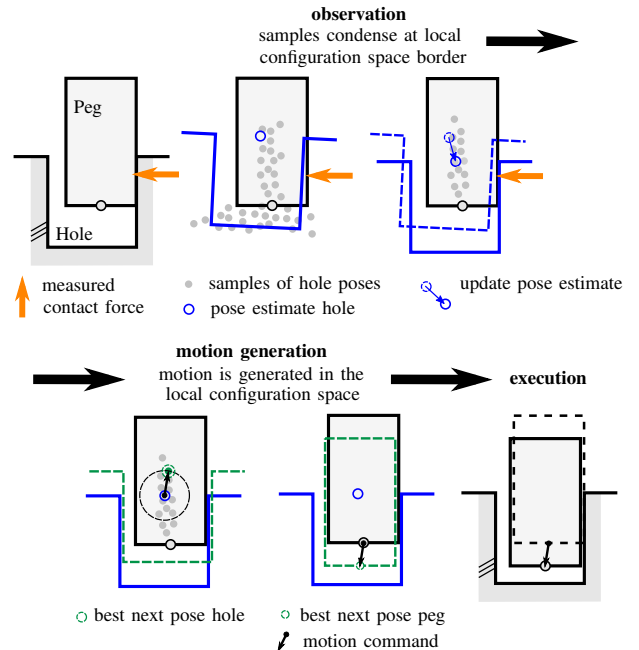 observation
samples condense at local
configuration space border
Peg
Hole
measured
contact force
samples of hole poses
pose estimate hole
update pose estimate
motion generation
motion is generated in the
local configuration space
execution
best next pose hole
best next pose peg
motion command